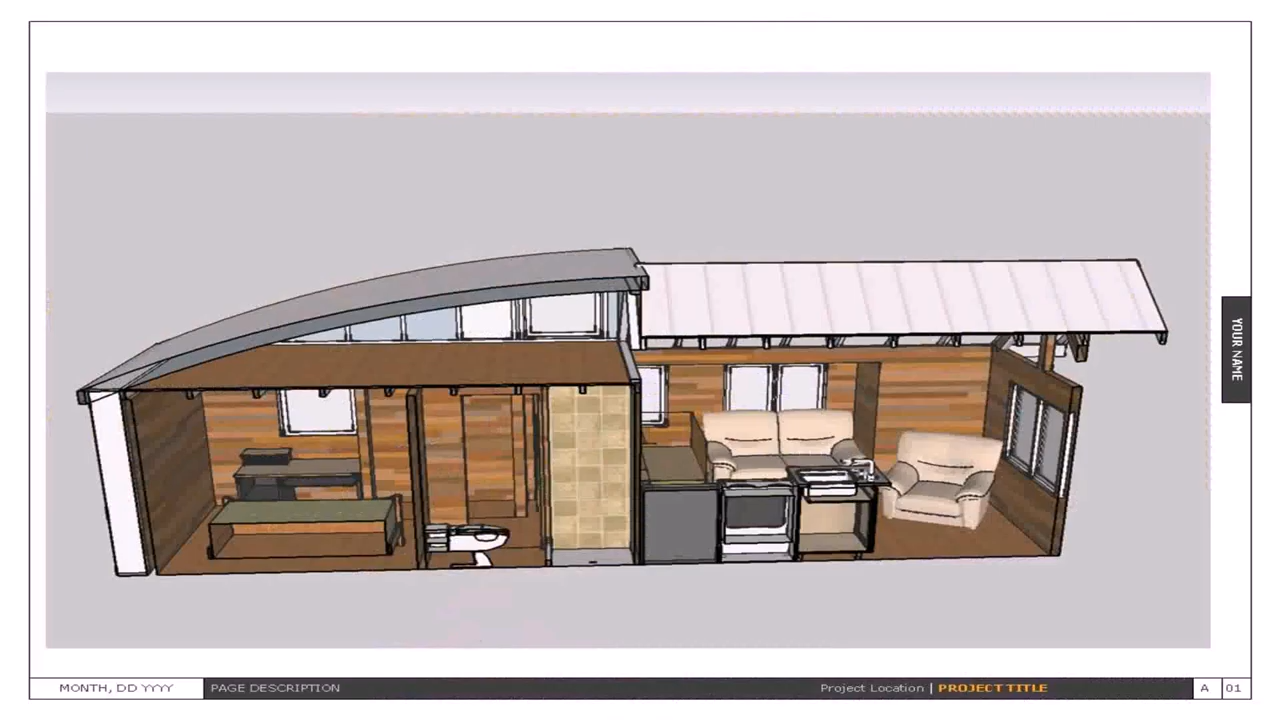 YOUR NAME
MONTH, DD YYYY
PAGE DESCRIPTION
Project Location | PROJECT TITLE
A 01